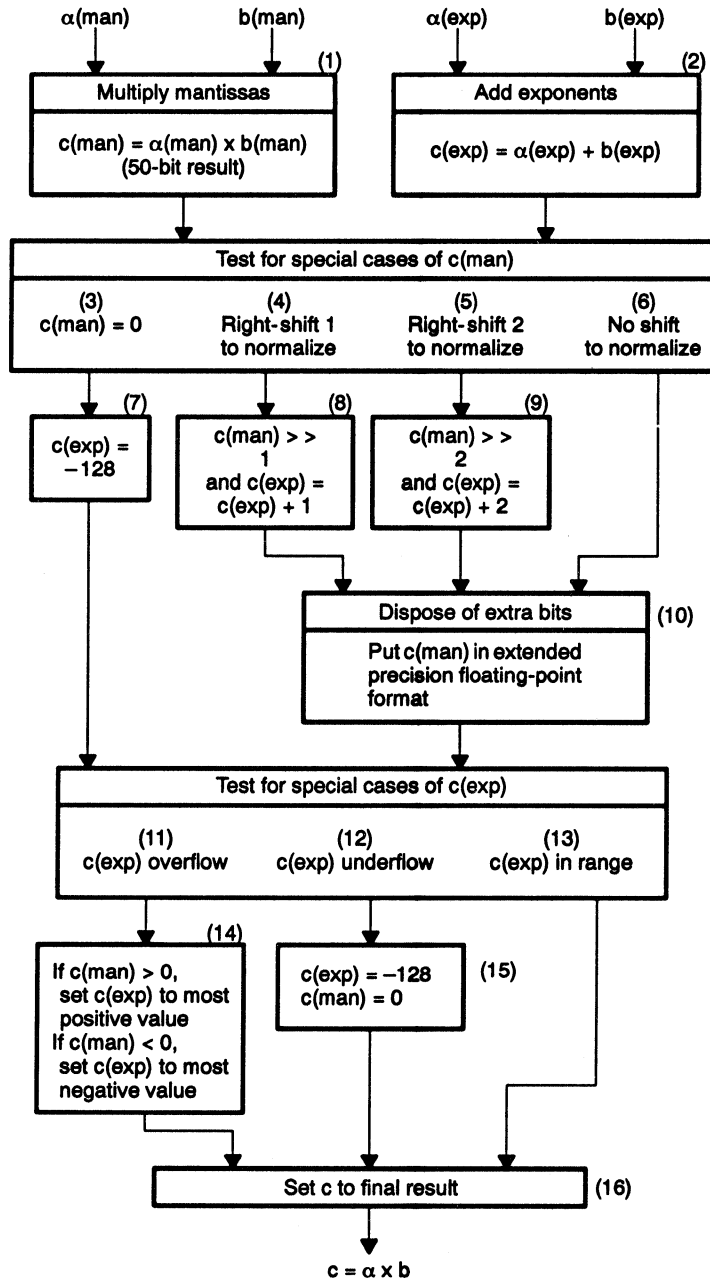 α(man)
b(man)
α(exp)
b(exp)
(1)
Multiply mantissas
c(man) = α(man) x b(man)
(50-bit result)
(2)
Add exponents
c(exp) = α(exp) + b(exp)
Test for special cases of c(man)
(3)
c(man) = 0
(4)
Right-shift 1
to normalize
(5)
Right-shift 2
to normalize
(6)
No shift
to normalize
(7)
c(exp) =
−128
(8)
c(man) > >
1
and c(exp) =
c(exp) + 1
(9)
c(man) > >
2
and c(exp) =
c(exp) + 2
Dispose of extra bits
(10)
Put c(man) in extended
precision floating-point
format
Test for special cases of c(exp)
(11)
c(exp) overflow
(12)
c(exp) underflow
(13)
c(exp) in range
(14)
If c(man) > 0,
set c(exp) to most
positive value
If c(man) < 0,
set c(exp) to most
negative value
c(exp) = −128
c(man) = 0
(15)
Set c to final result
(16)
c = α x b